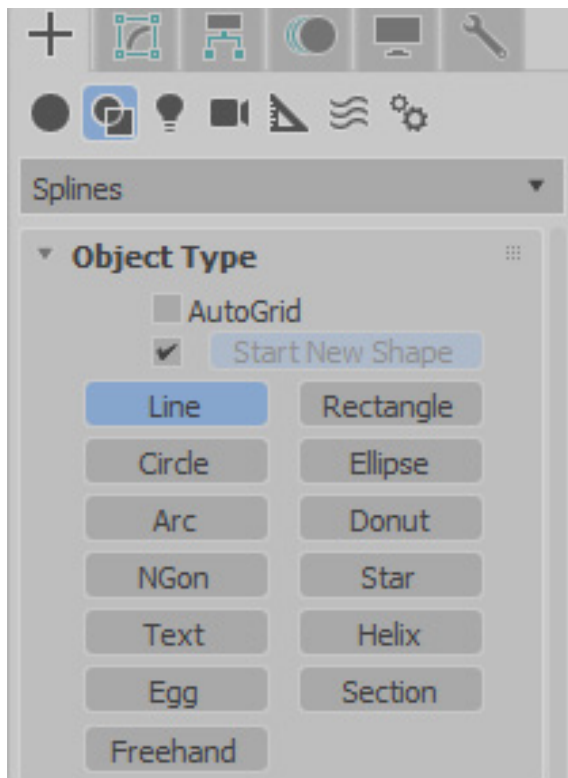 Splines
Object Type
AutoGrid
Start New Shape
Line Rectangle
Circle Ellipse
Arc Donut
NGon Star
Text Helix
Egg Section
Freehand